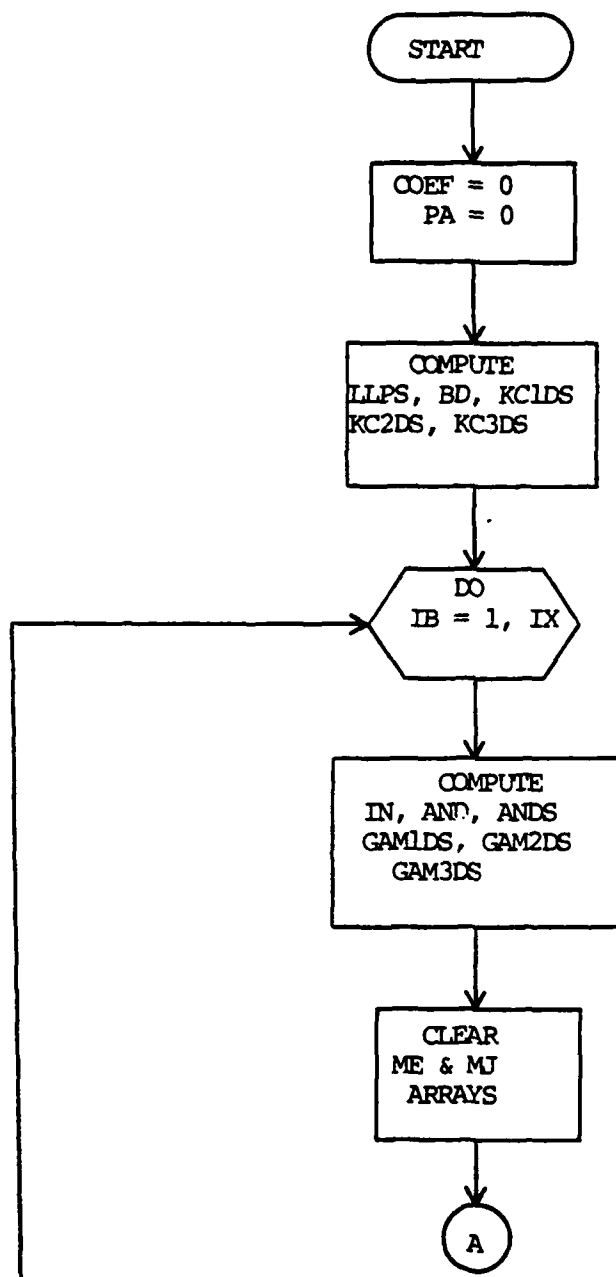 START
COEF = 0
PA = 0
COMPUTE
LLPS, BD, KC1DS
KC2DS, KC3DS
DO
IB = 1, IX
COMPUTE
IN, AND, ANDS
GAM1DS, GAM2DS
GAM3DS
CLEAR
ME & MJ
ARRAYS
A